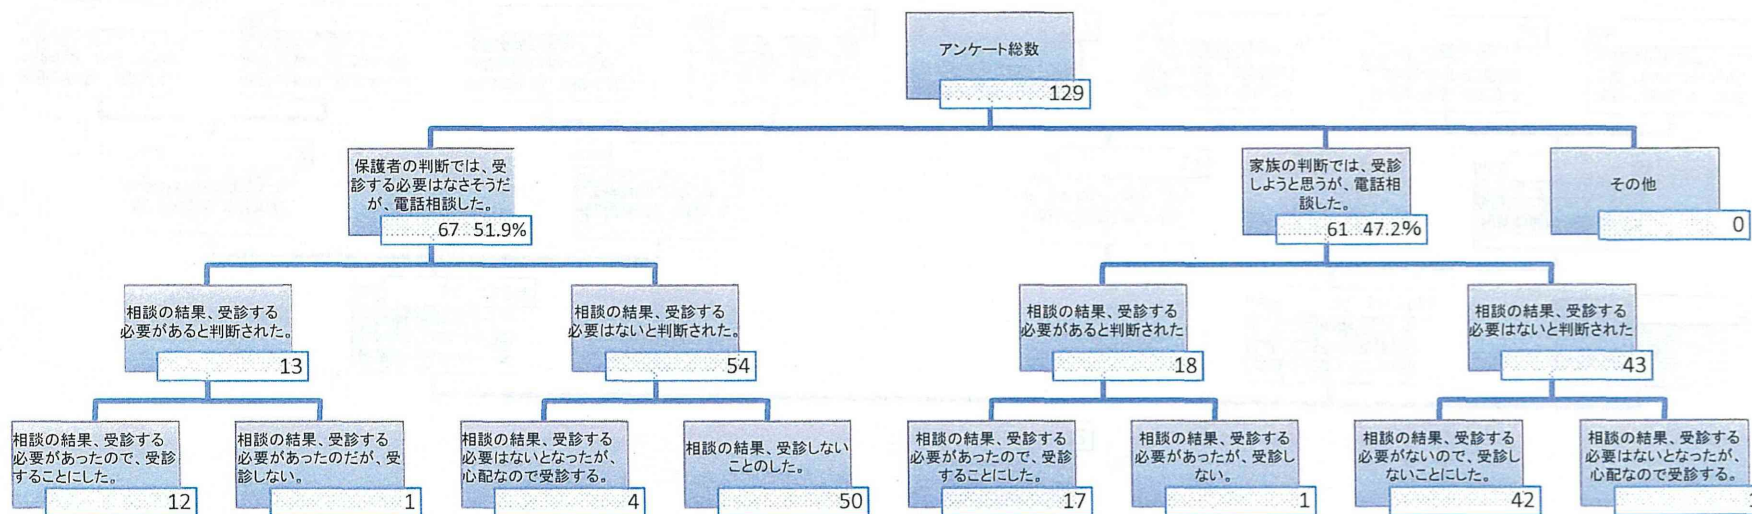 アンケート総数
129
保護者の判断では、受
診する必要はなさそうだ
が、電話相談した。
67 51.9%
家族の判断では、受診
しようと思うが、電話相
談した。
61 47.2%
その他
0
相談の結果、受診する
必要があると判断された。
13
相談の結果、受診する
必要はないと判断された。
54
相談の結果、受診する
必要があると判断された
18
相談の結果、受診する
必要はないと判断された
43
相談の結果、受診する
必要があったので、受診
することにした。
12
相談の結果、受診する
必要があったのだが、受
診しない。
1
相談の結果、受診する
必要はないとなったが、
心配なので受診する。
4
相談の結果、受診しない
ことのした。
50
相談の結果、受診する
必要があったので、受診
することにした。
17
相談の結果、受診する
必要があったが、受診し
ない。
1
相談の結果、受診する
必要がないので、受診し
ないことにした。
42
相談の結果、受診する
必要はないとなったが、
心配なので受診する。